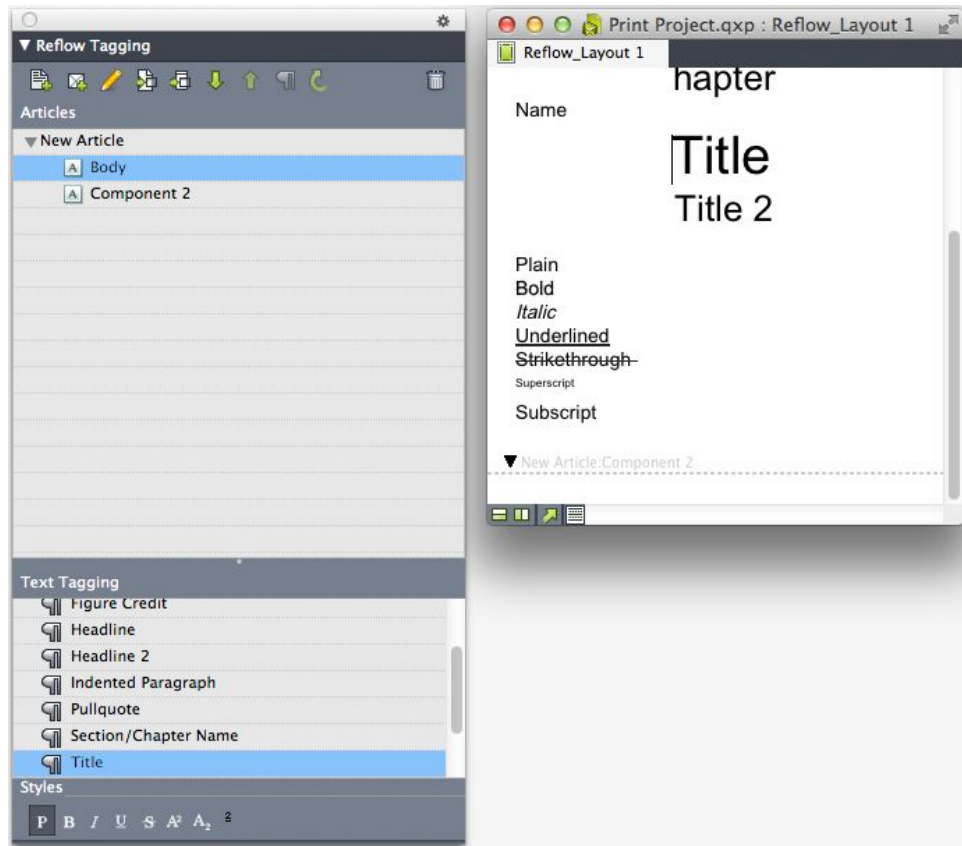 Reflow Tagging
Articles
New Article
A Body
A Component 2
Text Tagging
Figure Credit
Headline
Headline 2
Indented Paragraph
Pullquote
Section/Chapter Name
Title
Styles
P B I U S A² A₂ 2
Print Project.qxp : Reflow_Layout 1
Reflow_Layout 1
hapter
Name
Title
Title 2
Plain
Bold
Italic
Underlined
Strikethrough
Superscript
Subscript
New Article:Component 2